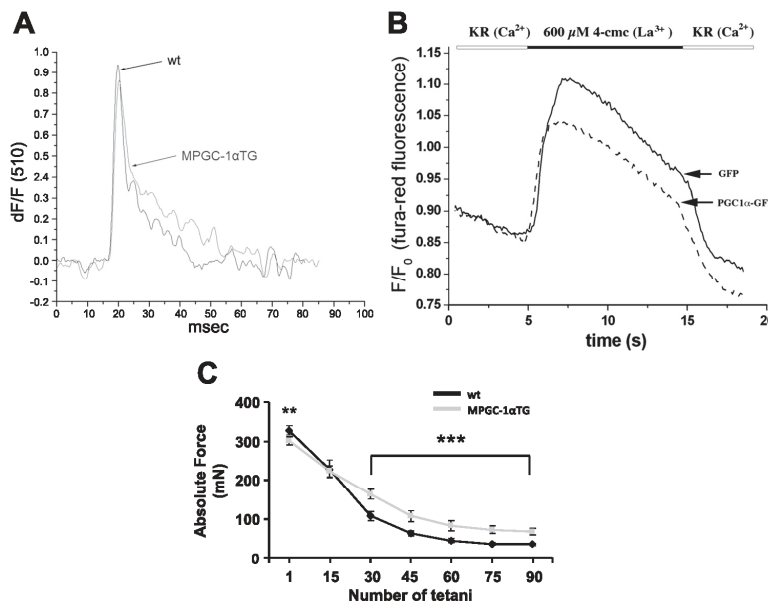 A
wt
MPGC-1αTG
dF/F (510)
1.0
0.9
0.8
0.7
0.6
0.5
2.4
0.3
0.2
0.1
0.0
-0.1
-0.2
0 10 20 30 40 50 60 70 80 90 100
msec
B
KR (Ca2+) 600 µM 4-cmc (La3+) KR (Ca2+)
F/F0 (fura-red fluorescence)
1.15
1.10
1.05
1.00
0.95
0.90
0.85
0.80
0.75
GFP
PGC1α-GF
0 5 10 15 20
time (s)
C
wt
MPGC-1αTG
Absolute Force
(mN)
400
300
200
100
0
**
***
1 15 30 45 60 75 90
Number of tetani